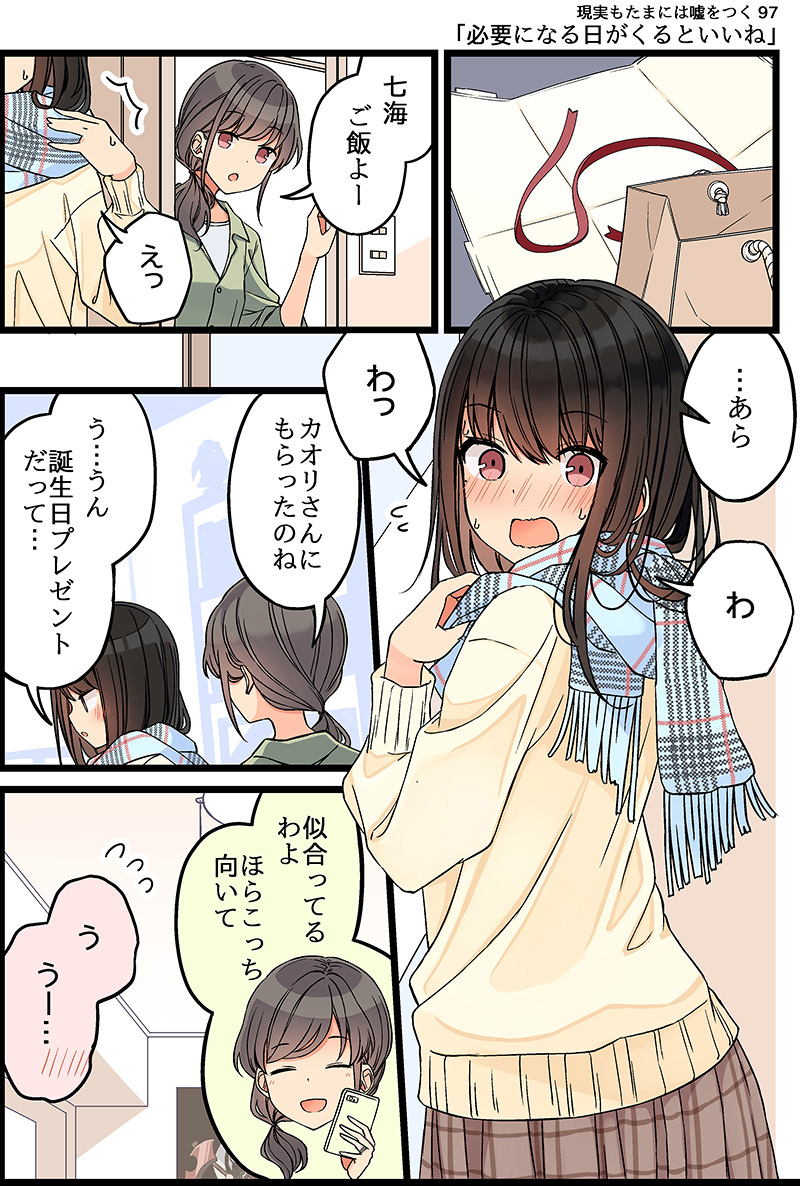 現実もたまには嘘をつく 97
「必要になる日がくるといいね」
七海
ご飯よー
えっ
…あら
わ
わっ
カオリさんに
もらったのね
う…うん
誕生日プレゼント
だって…
似合ってる
わよ
ほらこっち
向いて
う
うー…